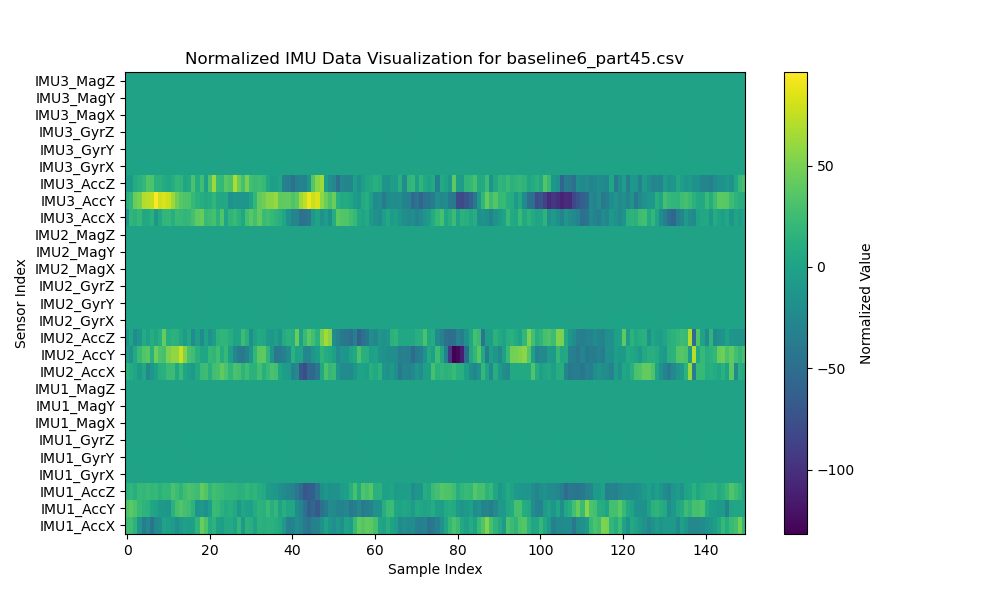 Normalized IMU Data Visualization for baseline6_part45.csv
IMU3_MagZ
IMU3_MagY
IMU3_MagX
IMU3_GyrZ
IMU3_GyrY
IMU3_GyrX
IMU3_AccZ
IMU3_AccY
IMU3_AccX
IMU2_MagZ
IMU2_MagY
IMU2_MagX
IMU2_GyrZ
IMU2_GyrY
IMU2_GyrX
IMU2_AccZ
IMU2_AccY
IMU2_AccX
IMU1_MagZ
IMU1_MagY
IMU1_MagX
IMU1_GyrZ
IMU1_GyrY
IMU1_GyrX
IMU1_AccZ
IMU1_AccY
IMU1_AccX
Sensor Index
0 20 40 60 80 100 120 140
Sample Index
50
0
−50
−100
Normalized Value